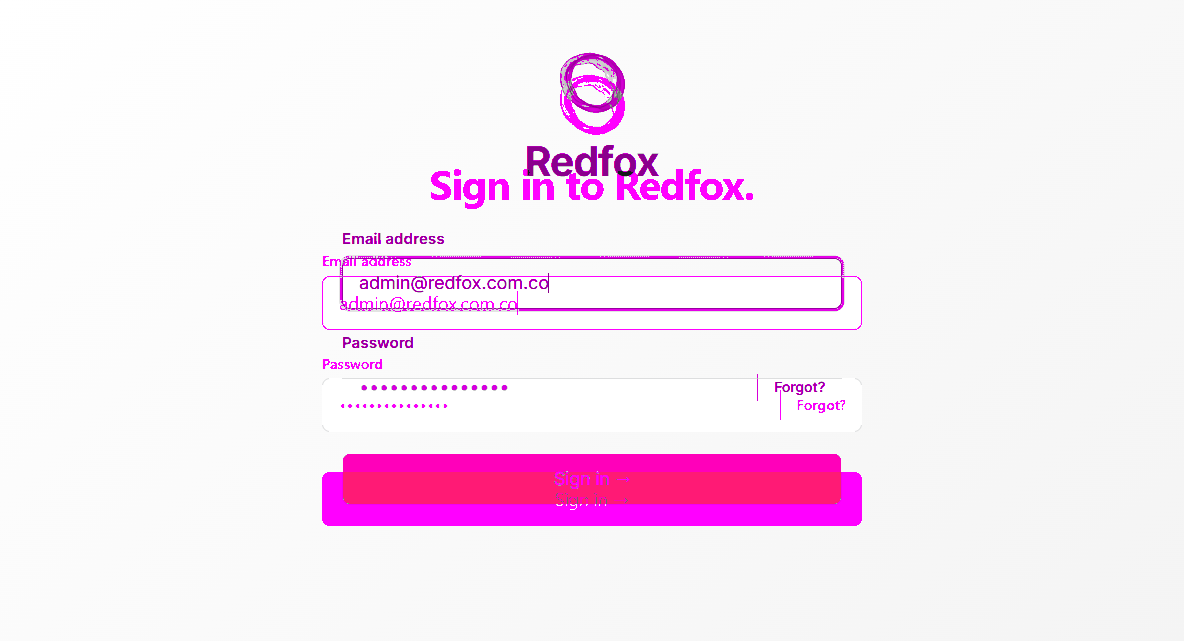 Redfox
Sign in to Redfox.
Email address
Email address
admin@redfox.com.co
admin@redfox.com.co
Password
Password
Forgot?
Forgot?
Sign in →
Sign in →